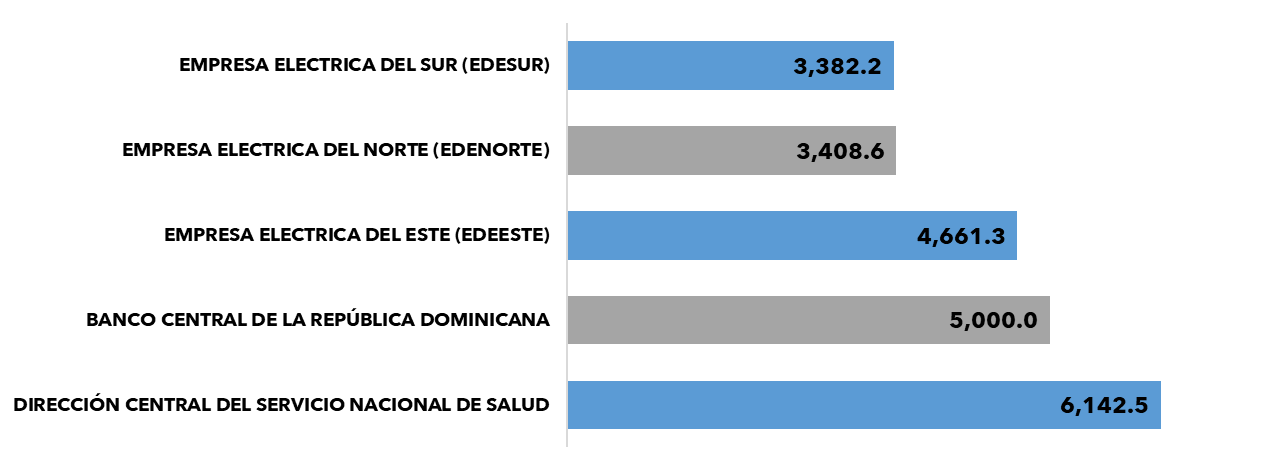 EMPRESA ELECTRICA DEL SUR (EDESUR) 3,382.2
EMPRESA ELECTRICA DEL NORTE (EDENORTE) 3,408.6
EMPRESA ELECTRICA DEL ESTE (EDEESTE) 4,661.3
BANCO CENTRAL DE LA REPÚBLICA DOMINICANA 5,000.0
DIRECCIÓN CENTRAL DEL SERVICIO NACIONAL DE SALUD 6,142.5